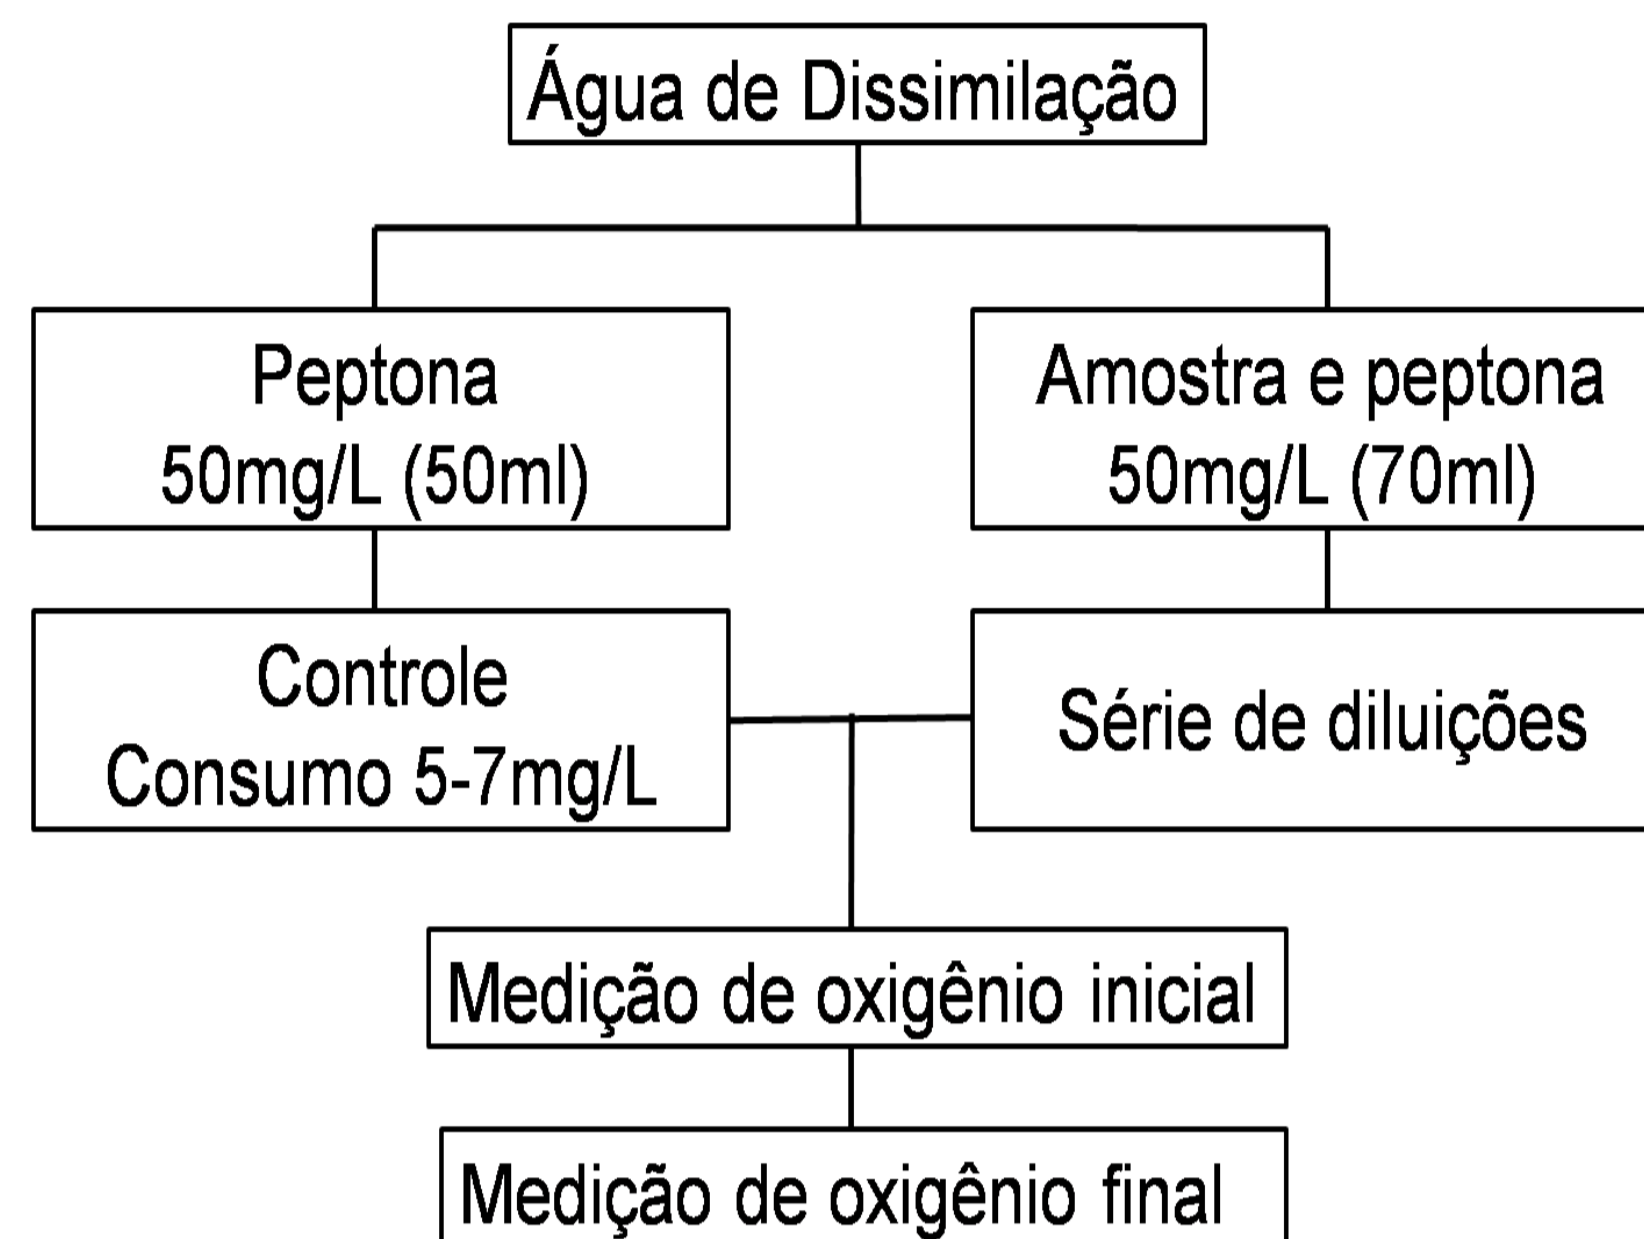 Água de Dissimilação
Peptona
50mg/L (50ml)
Amostra e peptona
50mg/L (70ml)
Controle
Consumo 5-7mg/L
Série de diluições
Medição de oxigênio inicial
Medição de oxigênio final